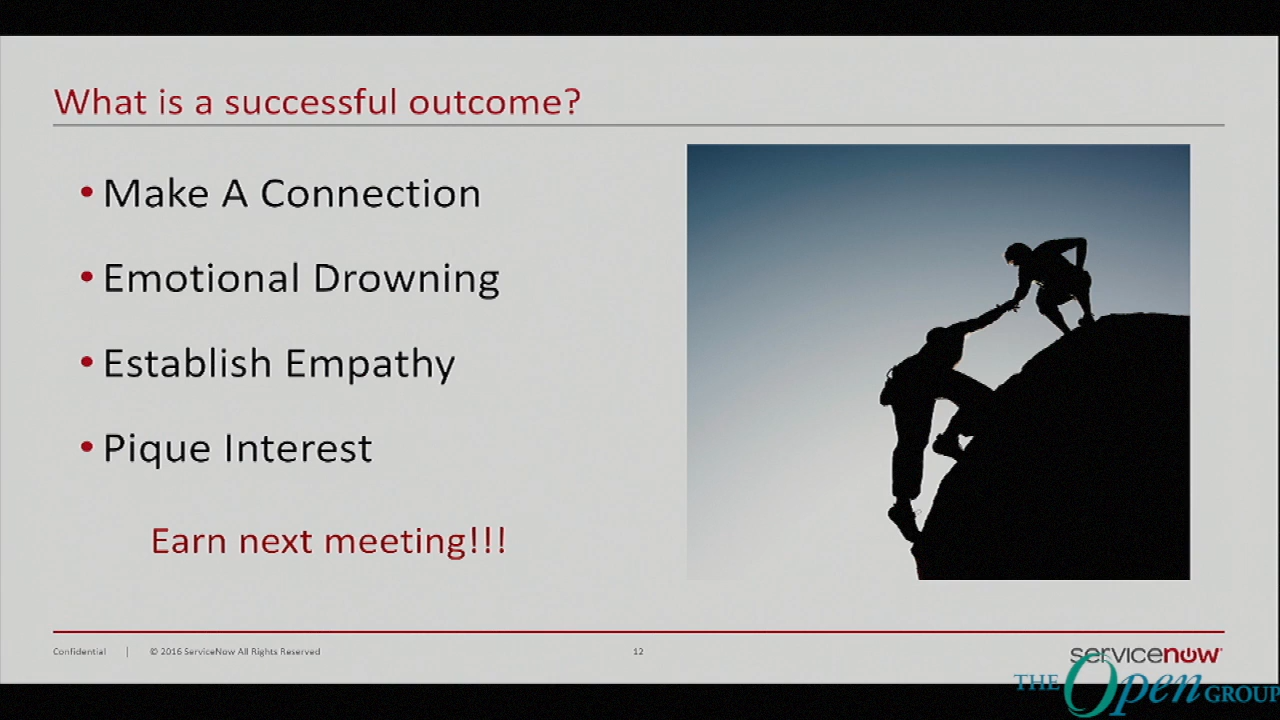 What is a successful outcome?
• Make A Connection
• Emotional Drowning
• Establish Empathy
• Pique Interest
Earn next meeting!!!
Confidential | © 2016 ServiceNow All Rights Reserved 12
servicenow
THE Open GROUP